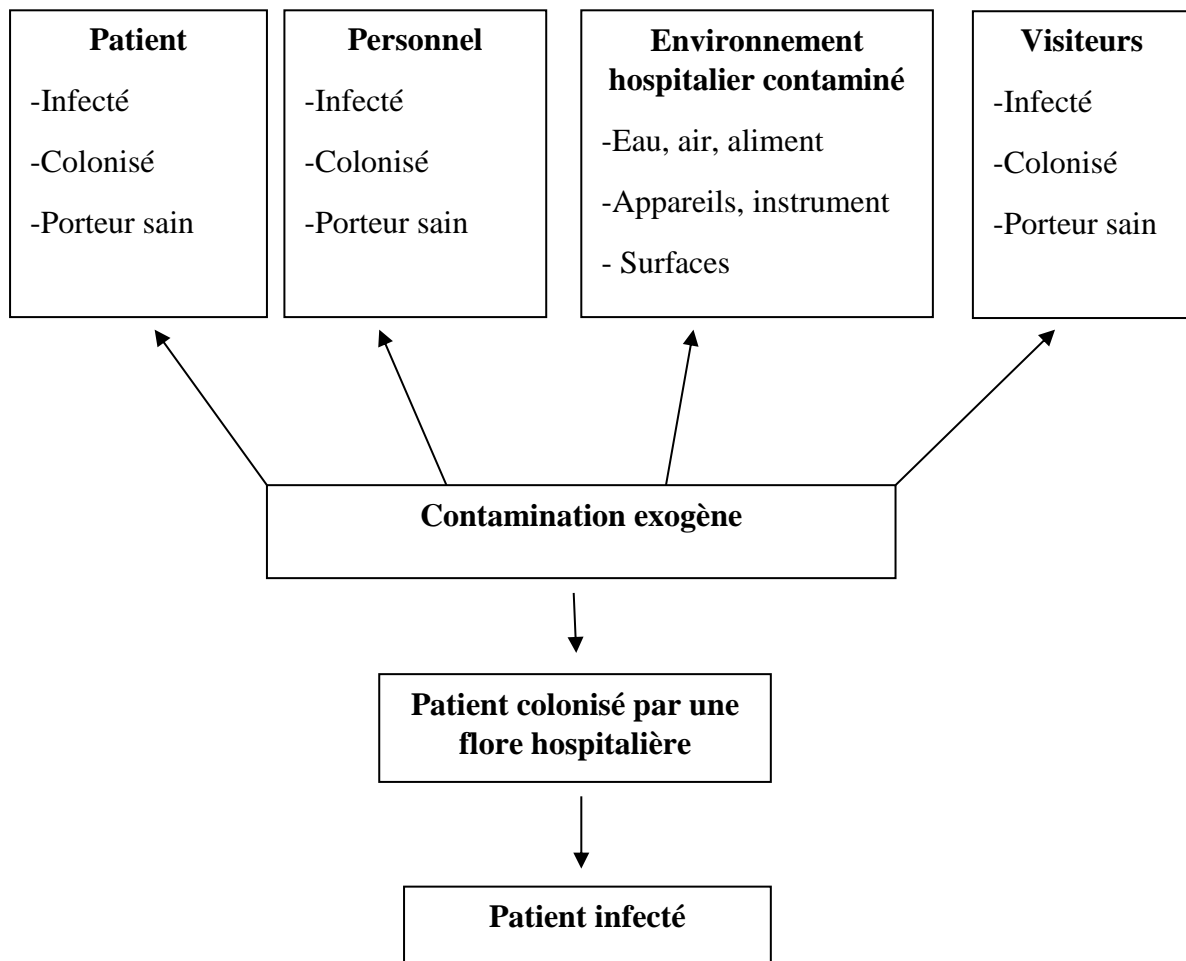 Patient
-Infecté
-Colonisé
-Porteur sain
Personnel
-Infecté
-Colonisé
-Porteur sain
Environnement
hospitalier contaminé
-Eau, air, aliment
-Appareils, instrument
- Surfaces
Visiteurs
-Infecté
-Colonisé
-Porteur sain
Contamination exogène
Patient colonisé par une
flore hospitalière
Patient infecté